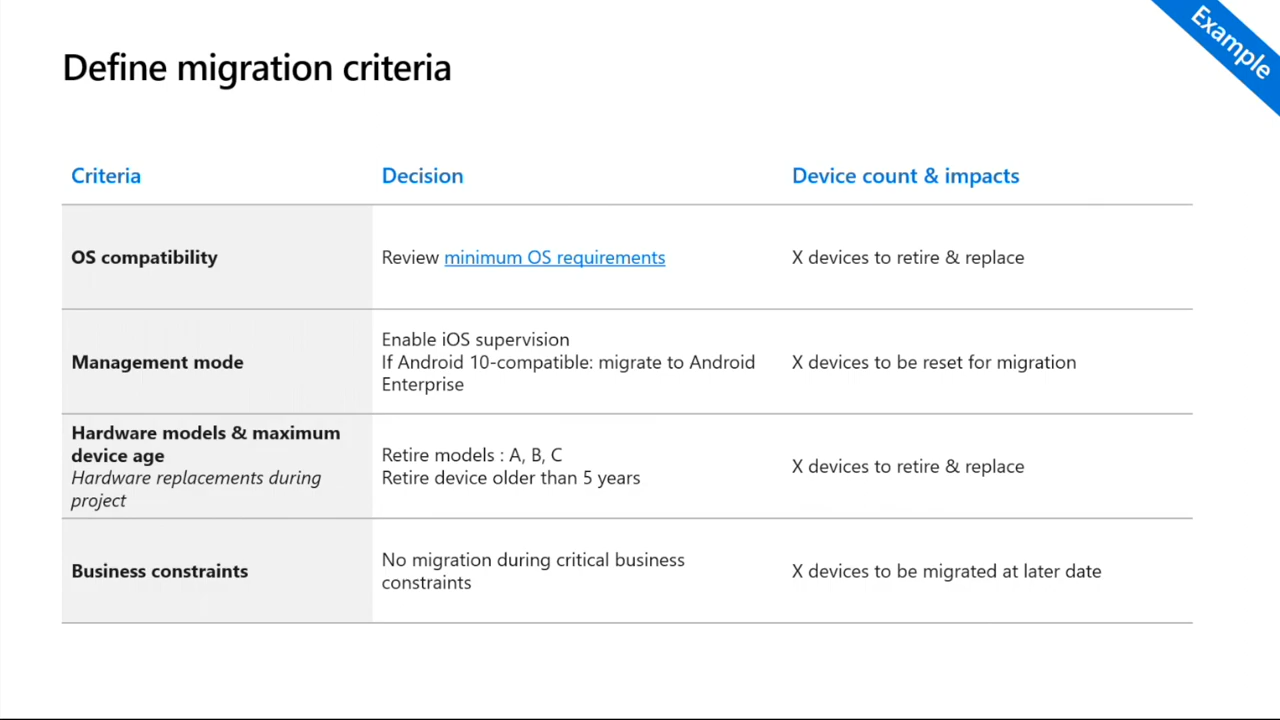 Example
Define migration criteria
Criteria
Decision
Device count & impacts
OS compatibility
Review minimum OS requirements
X devices to retire & replace
Management mode
Enable iOS supervision
If Android 10-compatible: migrate to Android
Enterprise
X devices to be reset for migration
Hardware models & maximum
device age
Hardware replacements during
project
Retire models : A, B, C
Retire device older than 5 years
X devices to retire & replace
Business constraints
No migration during critical business
constraints
X devices to be migrated at later date